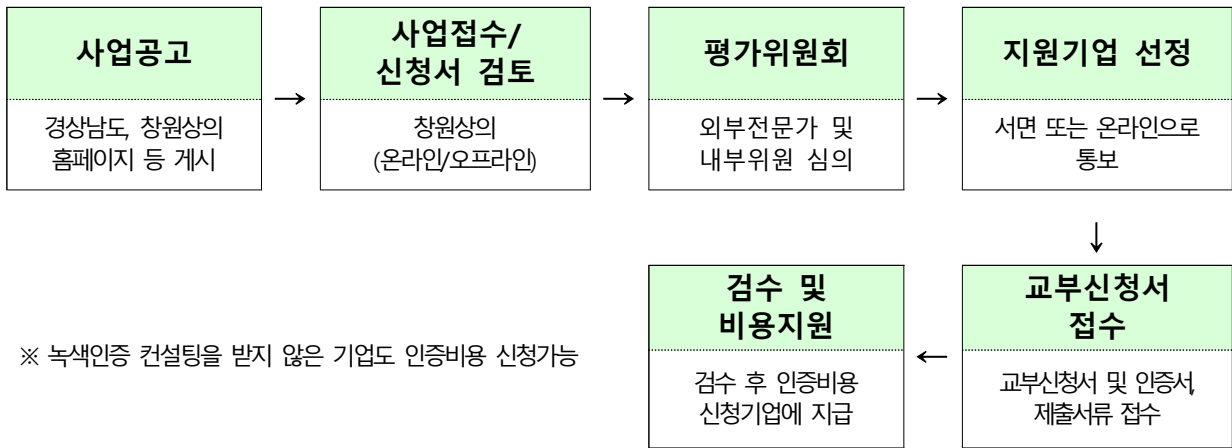 사업공고
경상남도, 창원상의
홈페이지 등 게시
→
사업접수/
신청서 검토
창원상의
(온라인/오프라인)
→
평가위원회
외부전문가 및
내부위원 심의
→
지원기업 선정
서면 또는 온라인으로
통보
↓
교부신청서
접수
교부신청서 및 인증서,
제출서류 접수
←
검수 및
비용지원
검수 후 인증비용
신청기업에 지급
※ 녹색인증 컨설팅을 받지 않은 기업도 인증비용 신청가능